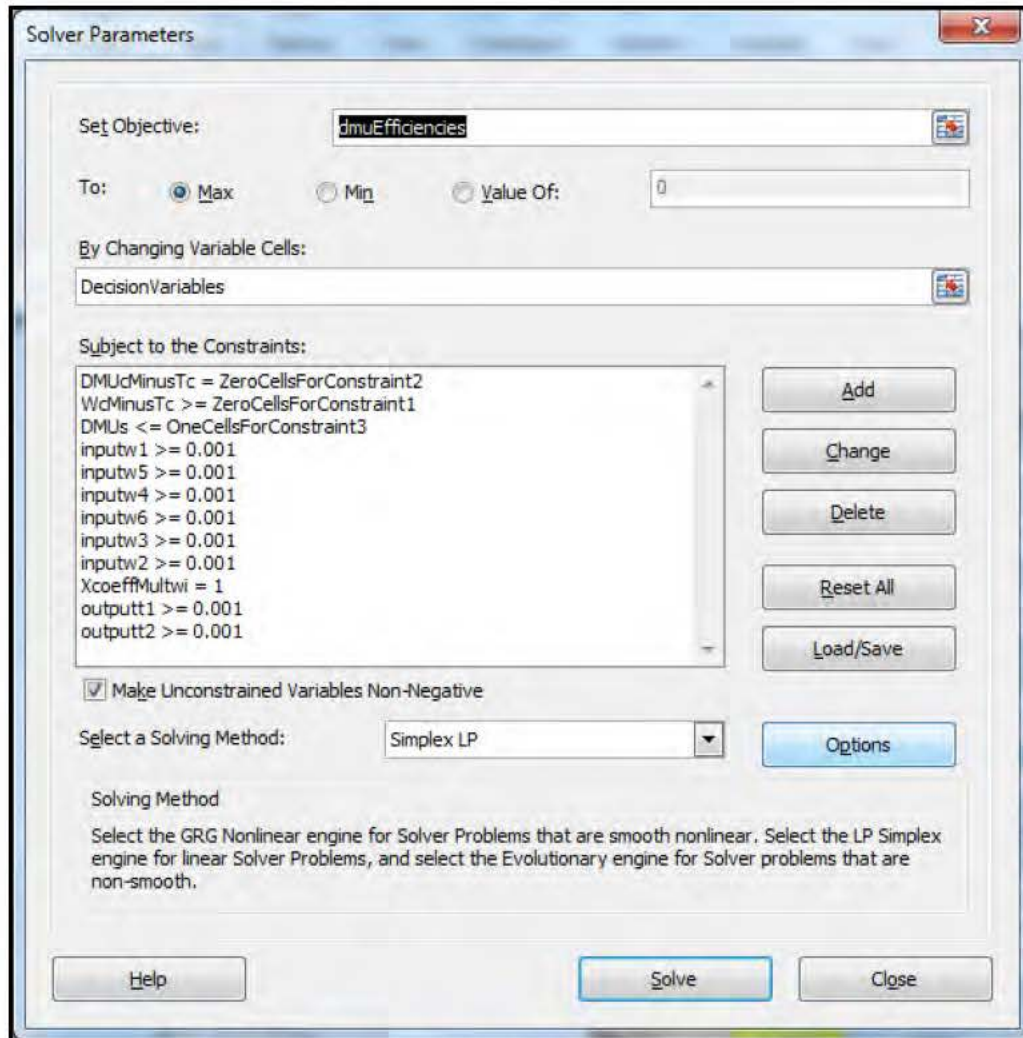 Solver Parameters
Set Objective:
dmuEfficiencies
To:
Max
Min
Value Of:
0
By Changing Variable Cells:
DecisionVariables
Subject to the Constraints:
DMUcMinusTc = ZeroCellsForConstraint2
WcMinusTc >= ZeroCellsForConstraint1
DMUs <= OneCellsForConstraint3
inputw1 >= 0.001
inputw5 >= 0.001
inputw4 >= 0.001
inputw6 >= 0.001
inputw3 >= 0.001
inputw2 >= 0.001
XcoeffMultwi = 1
outputt1 >= 0.001
outputt2 >= 0.001
Add
Change
Delete
Reset All
Load/Save
Make Unconstrained Variables Non-Negative
Select a Solving Method:
Simplex LP
Options
Solving Method
Select the GRG Nonlinear engine for Solver Problems that are smooth nonlinear. Select the LP Simplex
engine for linear Solver Problems, and select the Evolutionary engine for Solver problems that are
non-smooth.
Help
Solve
Close